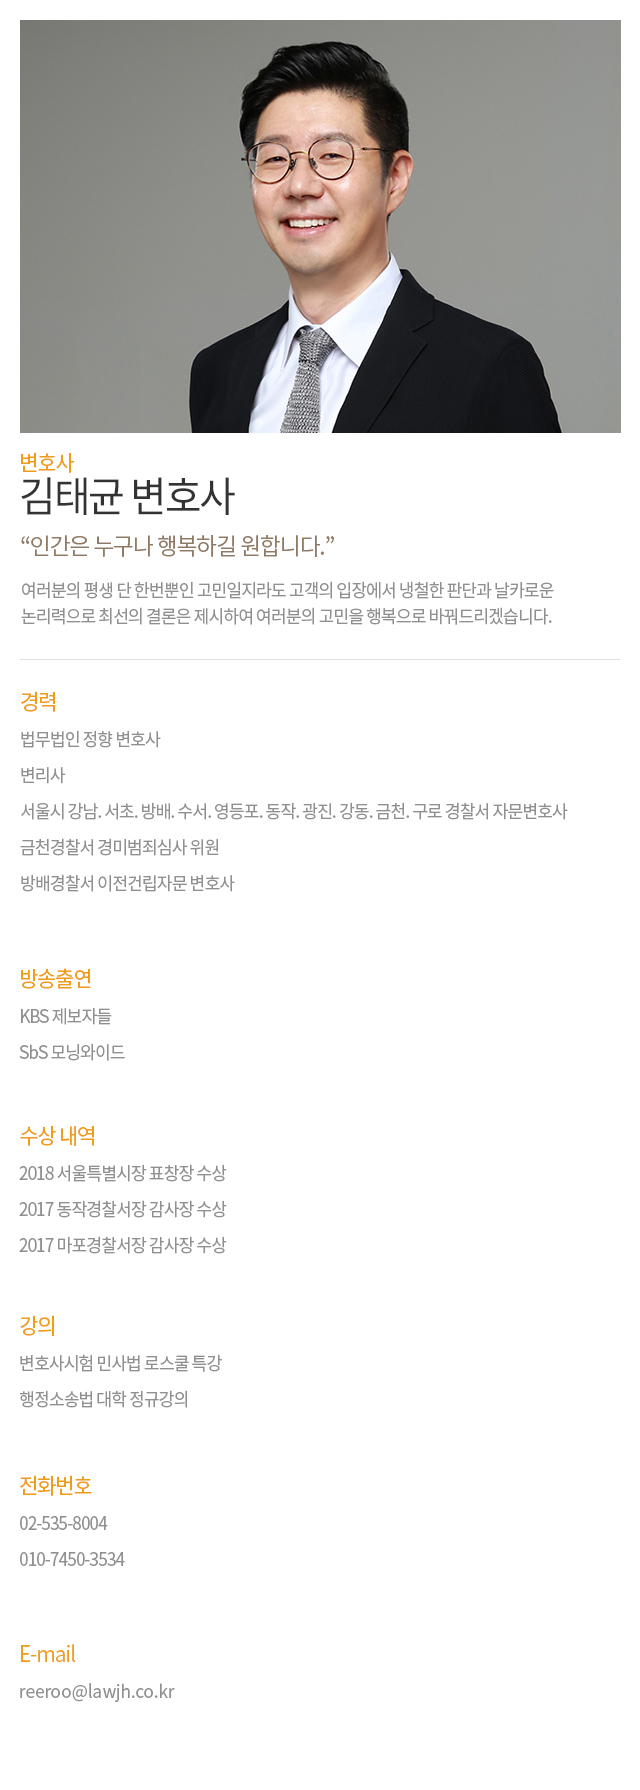 변호사
김태균 변호사
“인간은 누구나 행복하길 원합니다.”
여러분의 평생 단 한번뿐인 고민일지라도 고객의 입장에서 냉철한 판단과 날카로운
논리력으로 최선의 결론은 제시하여 여러분의 고민을 행복으로 바꿔드리겠습니다.
경력
법무법인 정향 변호사
변리사
서울시 강남. 서초. 방배. 수서. 영등포. 동작. 광진. 강동. 금천. 구로 경찰서 자문변호사
금천경찰서 경미범죄심사 위원
방배경찰서 이전건립자문 변호사
방송출연
KBS 제보자들
SbS 모닝와이드
수상 내역
2018 서울특별시장 표창장 수상
2017 동작경찰서장 감사장 수상
2017 마포경찰서장 감사장 수상
강의
변호사시험 민사법 로스쿨 특강
행정소송법 대학 정규강의
전화번호
02-535-8004
010-7450-3534
E-mail
reeroo@lawjh.co.kr